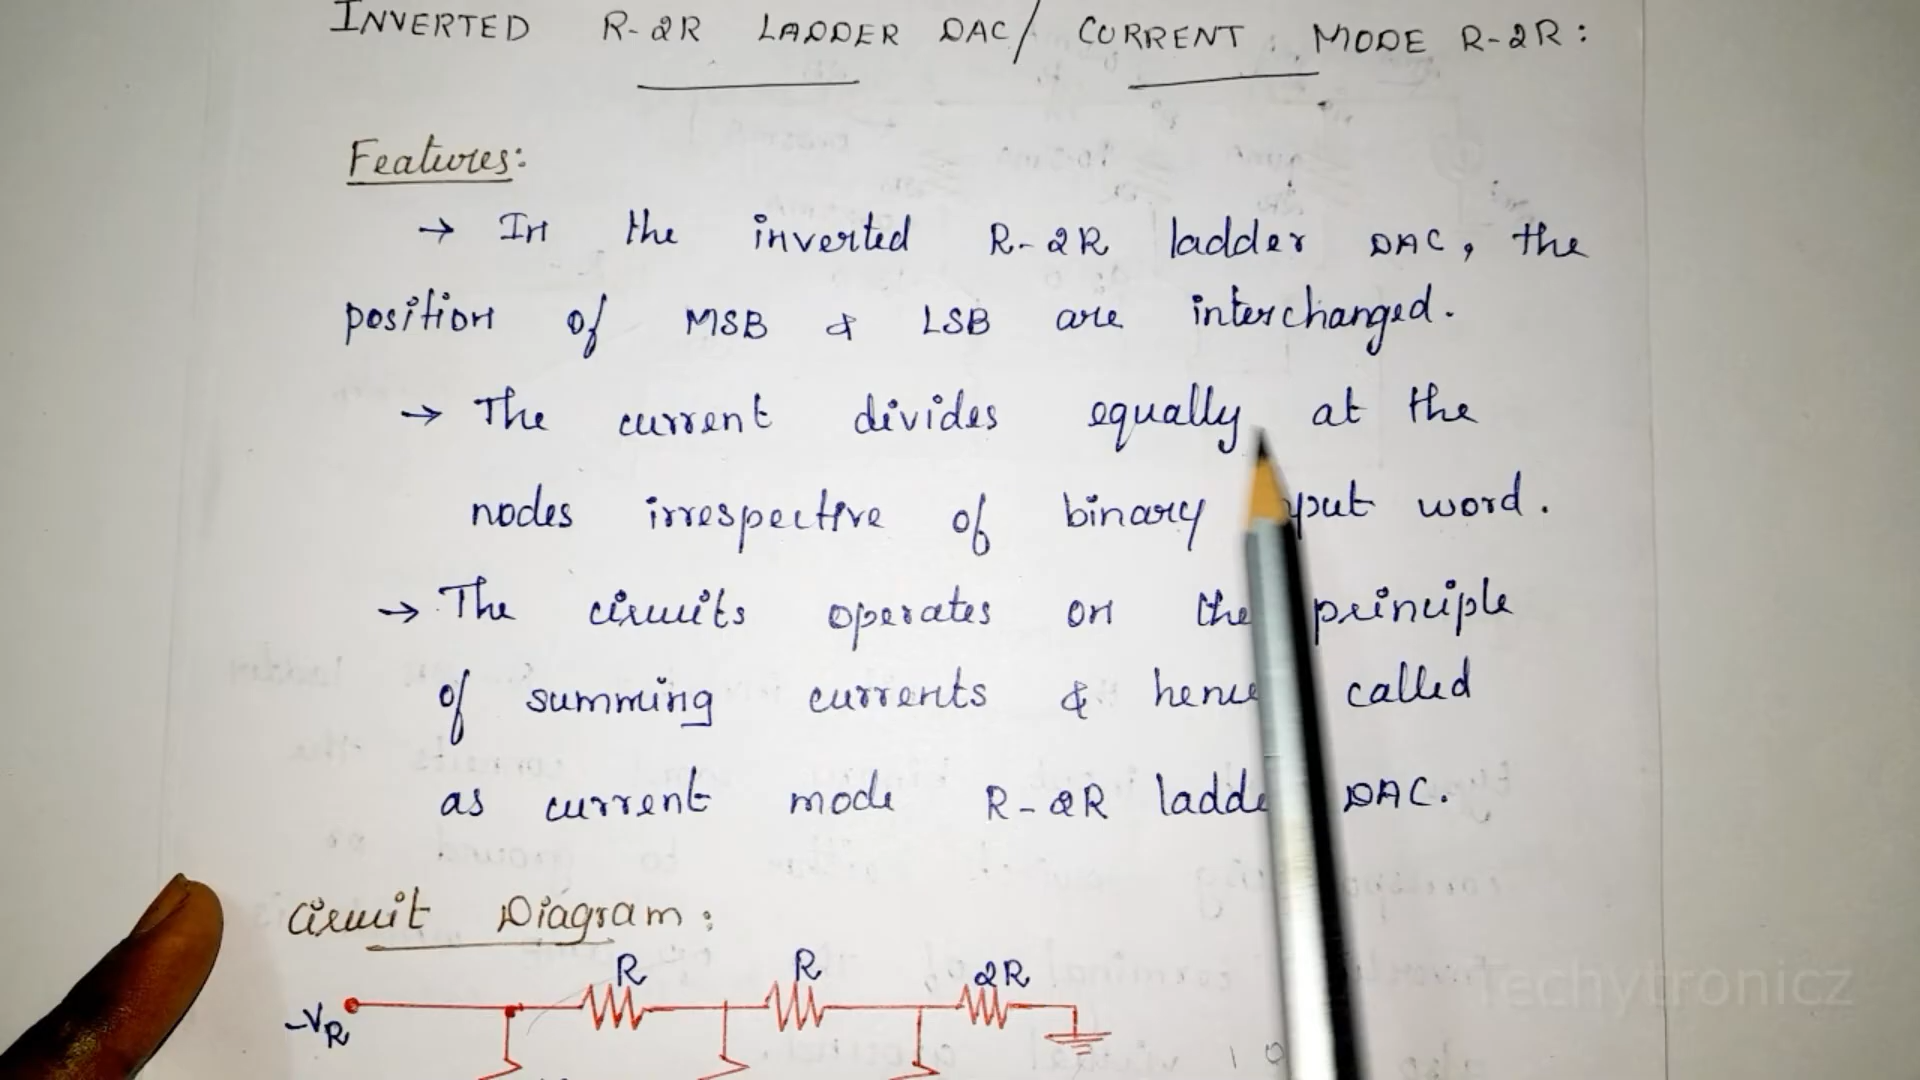 INVERTED R-2R LADDER DAC/ CURRENT MODE R-2R:
Features:
→ In the inverted R-2R ladder DAC, the
position of MSB & LSB are interchanged.
→ The current divides equally at the
nodes irrespective of binary word.
→ The circuits operates on the principle
of summing currents & hence called
as current mode R-2R ladde DAC.
Circuit Diagram:
R R 2R
-VR
Techytronicz